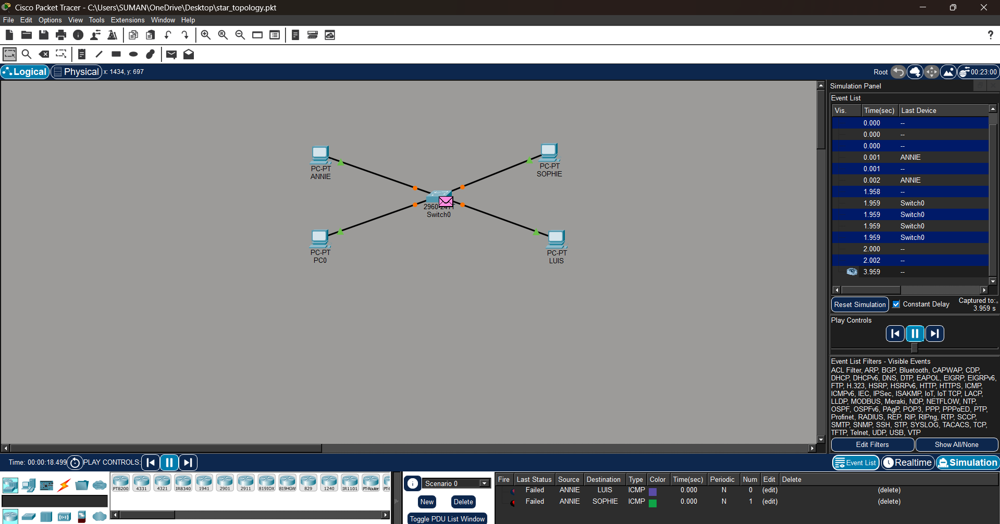 Cisco Packet Tracer - C:\Users\SUMAN\OneDrive\Desktop\star_topology.pkt
File Edit Options View Tools Extensions Window Help
?
Logical Physical x: 1434, y: 697
Root 00:23:00
Simulation Panel
Event List
Vis. Time(sec) Last Device
0.000 --
0.000 --
0.000 --
0.001 ANNIE
0.001 --
0.002 ANNIE
1.958 --
1.959 Switch0
1.959 Switch0
1.959 Switch0
1.959 Switch0
2.000 --
2.002 --
3.959 --
PC-PT
ANNIE
PC-PT
SOPHIE
Switch0
PC-PT
PC0
PC-PT
LUIS
Reset Simulation Constant Delay Captured to:
3.959 s
Play Controls
Event List Filters - Visible Events
ACL Filter, ARP, BGP, Bluetooth, CAPWAP, CDP,
DHCP, DHCPv6, DNS, DTP, EAPOL, EIGRP, EIGRPv6,
FTP, H.323, HSRP, HSRPv6, HTTP, HTTPS, ICMP,
ICMPv6, IEC, IPSec, ISAKMP, IoT, IoT TCP, LACP,
LLDP, MODBUS, Meraki, NDP, NETFLOW, NTP,
OSPF, OSPFv6, PAgP, POP3, PPP, PPPoED, PTP,
Profinet, RADIUS, REP, RIP, RIPng, RTP, SCCP,
SMTP, SNMP, SSH, STP, SYSLOG, TACACS, TCP,
TFTP, Telnet, UDP, USB, VTP
Edit Filters Show All/None
Time: 00:00:18.499 PLAY CONTROLS:
Event List Realtime Simulation
PT8200 4331 4321 IR8340 1941 2901 2911 819IOX 819HGW 829 1240 IR1101 PT-Router
Scenario 0
New Delete
Toggle PDU List Window
Fire Last Status Source Destination Type Color Time(sec) Periodic Num Edit Delete
Failed ANNIE LUIS ICMP 0.000 N 0 (edit) (delete)
Failed ANNIE SOPHIE ICMP 0.000 N 1 (edit) (delete)